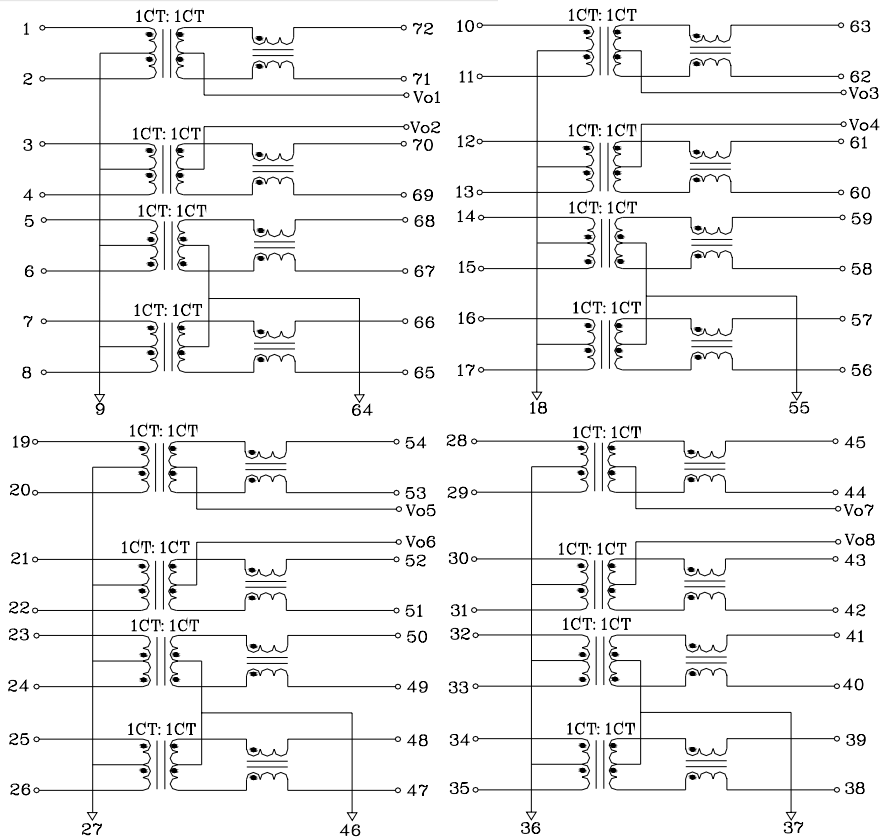 1CT: 1CT
1 72
2 71
Vo1
Vo2
1CT: 1CT
3 70
4 69
1CT: 1CT
5 68
6 67
1CT: 1CT
7 66
8 65
9 64
1CT: 1CT
10 63
11 62
Vo3
Vo4
1CT: 1CT
12 61
13 60
1CT: 1CT
14 59
15 58
1CT: 1CT
16 57
17 56
18 55
1CT: 1CT
19 54
20 53
Vo5
Vo6
1CT: 1CT
21 52
22 51
1CT: 1CT
23 50
24 49
1CT: 1CT
25 48
26 47
27 46
1CT: 1CT
28 45
29 44
Vo7
Vo8
1CT: 1CT
30 43
31 42
1CT: 1CT
32 41
33 40
1CT: 1CT
34 39
35 38
36 37